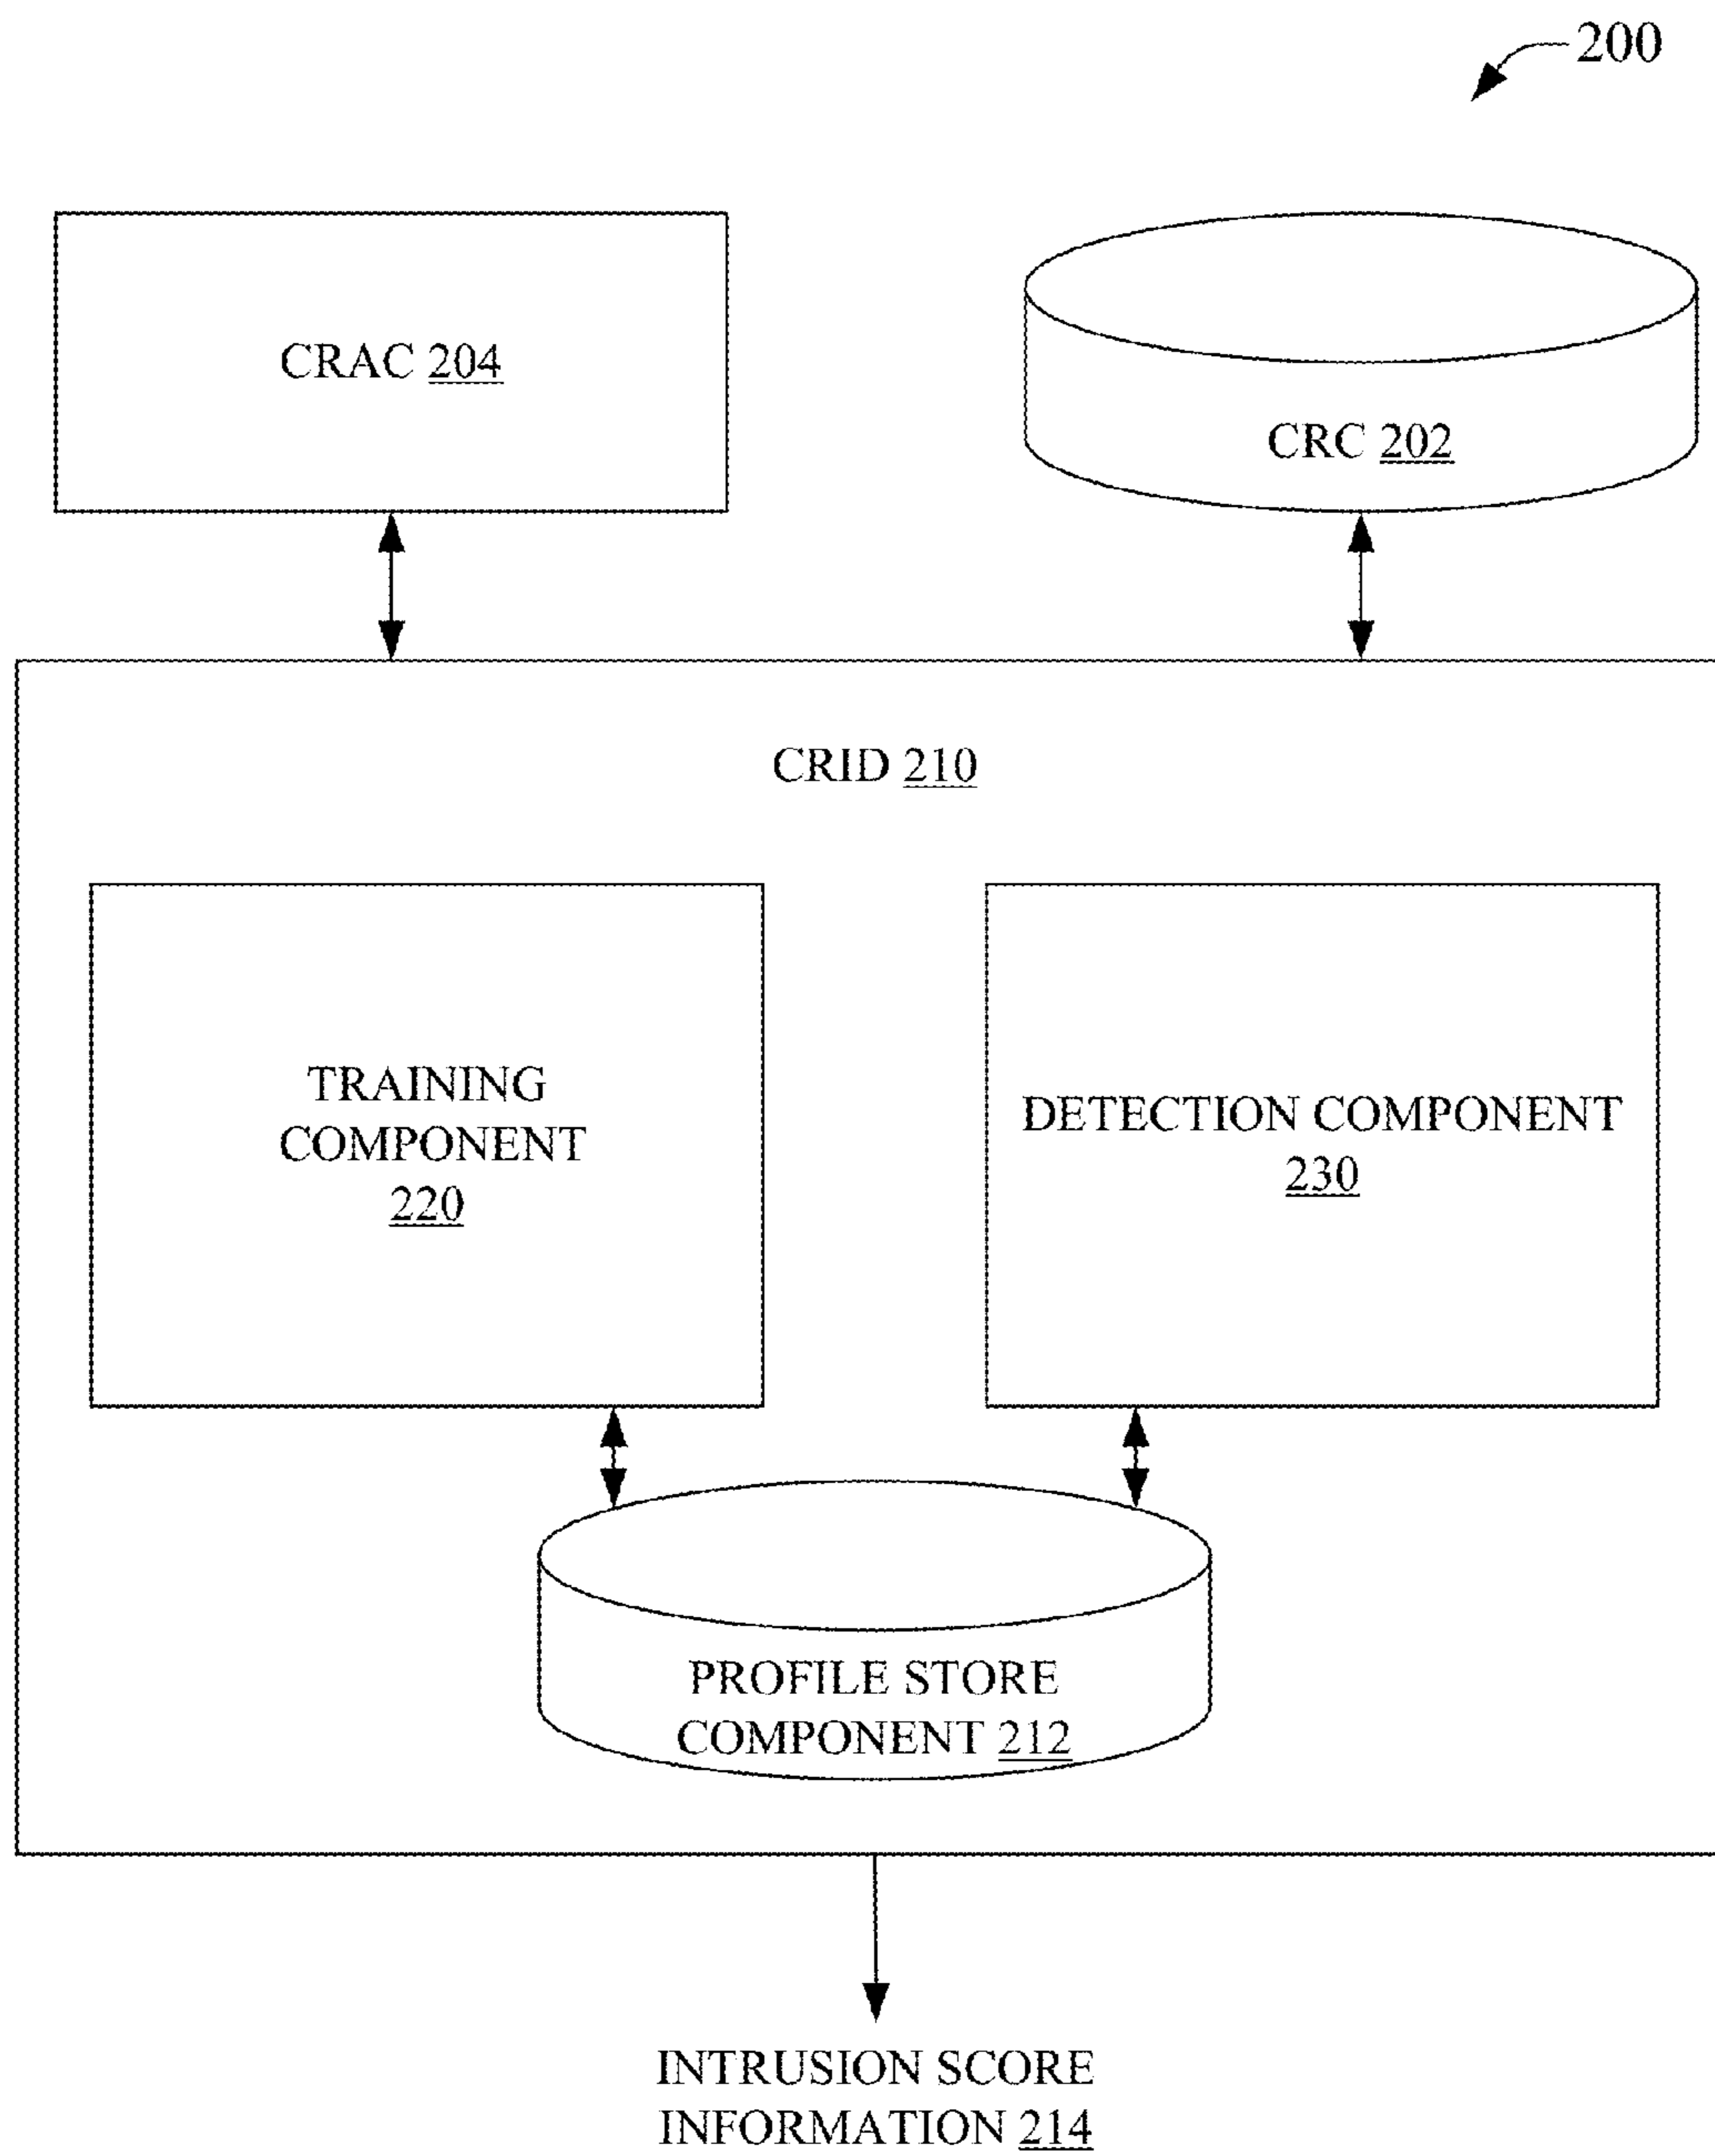 200
CRAC 204
CRC 202
CRID 210
TRAINING
COMPONENT
220
DETECTION COMPONENT
230
PROFILE STORE
COMPONENT 212
INTRUSION SCORE
INFORMATION 214